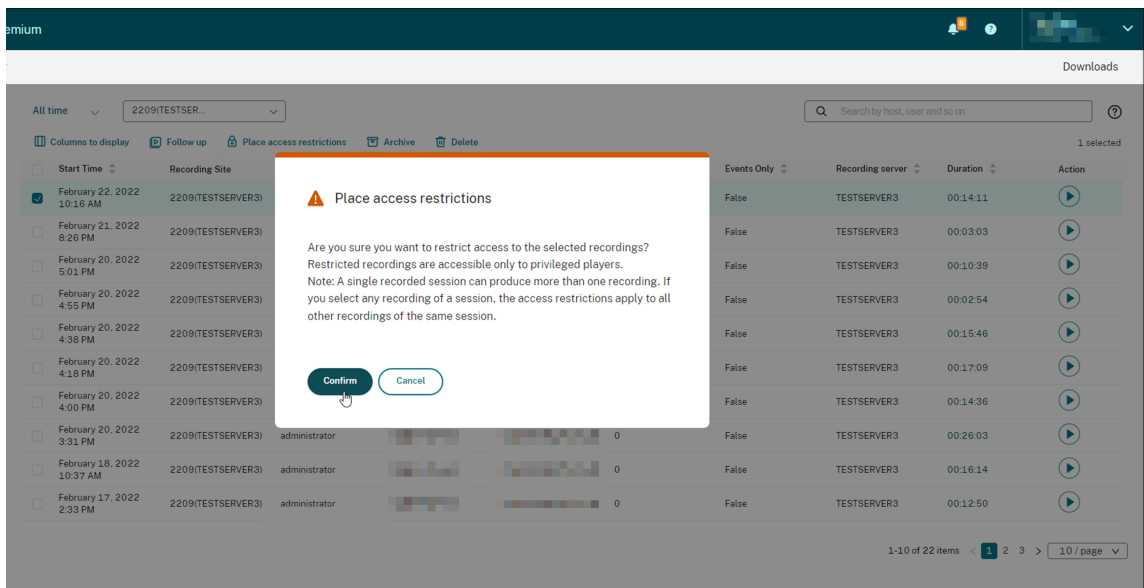 emium
8
?
Downloads
All time
2209(TESTSER...
Search by host, user and so on
?
Columns to display Follow up Place access restrictions Archive Delete
1 selected
Start Time Recording Site Events Only Recording server Duration Action
February 22, 2022
10:16 AM
2209(TESTSERVER3) False TESTSERVER3 00:14:11
February 21, 2022
8:26 PM
2209(TESTSERVER3) False TESTSERVER3 00:03:03
February 20, 2022
5:01 PM
2209(TESTSERVER3) False TESTSERVER3 00:10:39
February 20, 2022
4:55 PM
2209(TESTSERVER3) False TESTSERVER3 00:02:54
February 20, 2022
4:38 PM
2209(TESTSERVER3) False TESTSERVER3 00:15:46
February 20, 2022
4:18 PM
2209(TESTSERVER3) False TESTSERVER3 00:17:09
February 20, 2022
4:00 PM
2209(TESTSERVER3) False TESTSERVER3 00:14:36
February 20, 2022
3:31 PM
2209(TESTSERVER3) administrator 0 False TESTSERVER3 00:26:03
February 18, 2022
10:37 AM
2209(TESTSERVER3) administrator 0 False TESTSERVER3 00:16:14
February 17, 2022
2:33 PM
2209(TESTSERVER3) administrator 0 False TESTSERVER3 00:12:50
Place access restrictions
Are you sure you want to restrict access to the selected recordings?
Restricted recordings are accessible only to privileged players.
Note: A single recorded session can produce more than one recording. If
you select any recording of a session, the access restrictions apply to all
other recordings of the same session.
Confirm Cancel
1-10 of 22 items < 1 2 3 > 10 / page